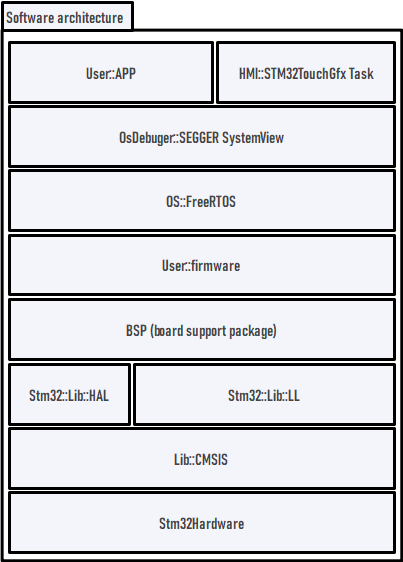 Software architecture
User::APP
HMI::STM32TouchGfx Task
OsDebuger::SEGGER SystemView
OS::FreeRTOS
User::firmware
BSP (board support package)
Stm32::Lib::HAL
Stm32::Lib::LL
Lib::CMSIS
Stm32Hardware